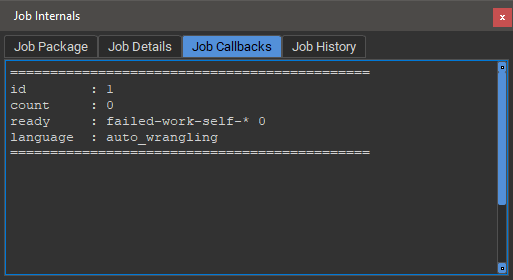 Job Internals
x
Job Package Job Details Job Callbacks Job History
=============================================
id : 1
count : 0
ready : failed-work-self-* 0
language : auto_wrangling
=============================================